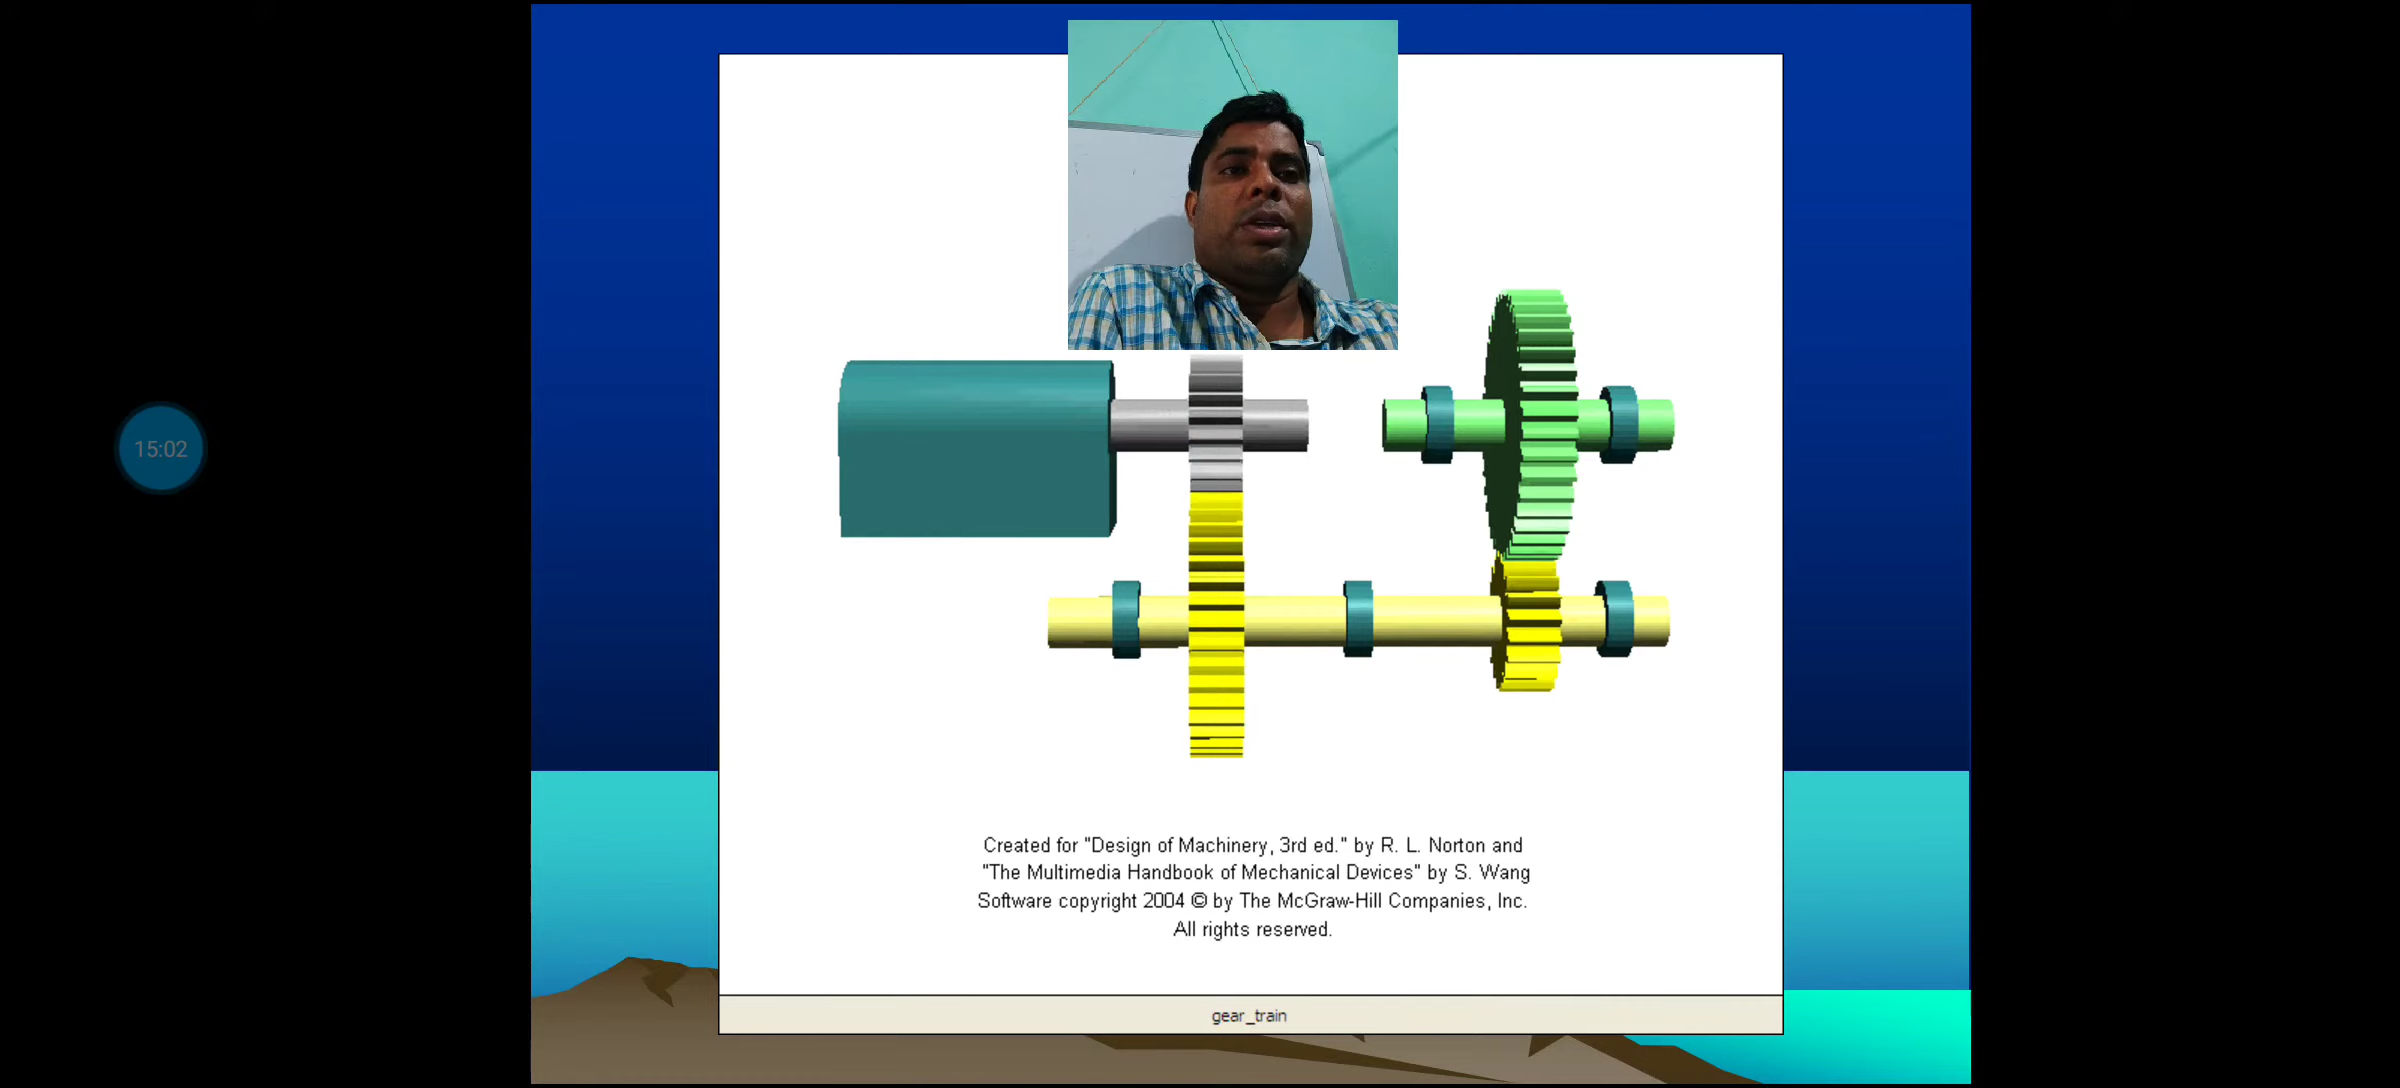 15:02
Created for "Design of Machinery, 3rd ed." by R. L. Norton and
"The Multimedia Handbook of Mechanical Devices" by S. Wang
Software copyright 2004 © by The McGraw-Hill Companies, Inc.
All rights reserved.
gear_train